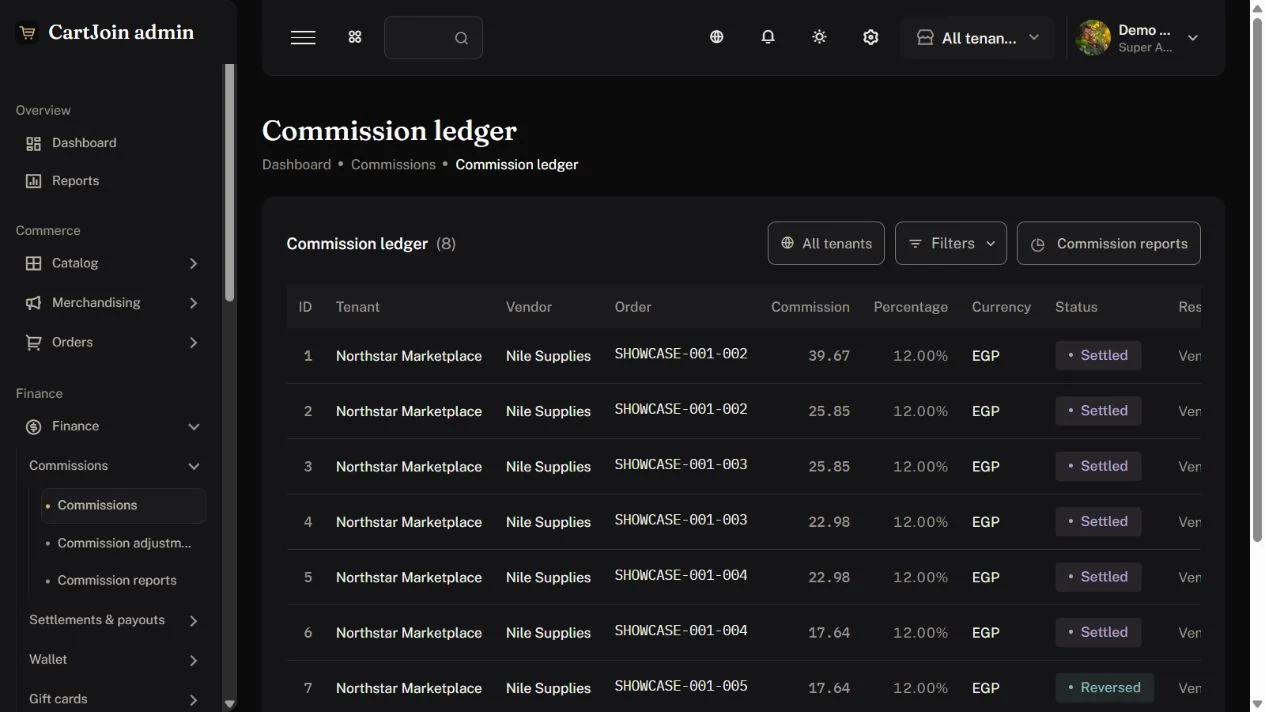 CartJoin admin
All tenan...
Demo ...
Super A...
Overview
Dashboard
Reports
Commerce
Catalog
Merchandising
Orders
Finance
Finance
Commissions
Commissions
Commission adjustm...
Commission reports
Settlements & payouts
Wallet
Gift cards
Commission ledger
Dashboard • Commissions • Commission ledger
Commission ledger (8)
All tenants
Filters
Commission reports
ID Tenant Vendor Order Commission Percentage Currency Status Res
1 Northstar Marketplace Nile Supplies SHOWCASE-001-002 39.67 12.00% EGP • Settled Ven
2 Northstar Marketplace Nile Supplies SHOWCASE-001-002 25.85 12.00% EGP • Settled Ven
3 Northstar Marketplace Nile Supplies SHOWCASE-001-003 25.85 12.00% EGP • Settled Ven
4 Northstar Marketplace Nile Supplies SHOWCASE-001-003 22.98 12.00% EGP • Settled Ven
5 Northstar Marketplace Nile Supplies SHOWCASE-001-004 22.98 12.00% EGP • Settled Ven
6 Northstar Marketplace Nile Supplies SHOWCASE-001-004 17.64 12.00% EGP • Settled Ven
7 Northstar Marketplace Nile Supplies SHOWCASE-001-005 17.64 12.00% EGP • Reversed Ven